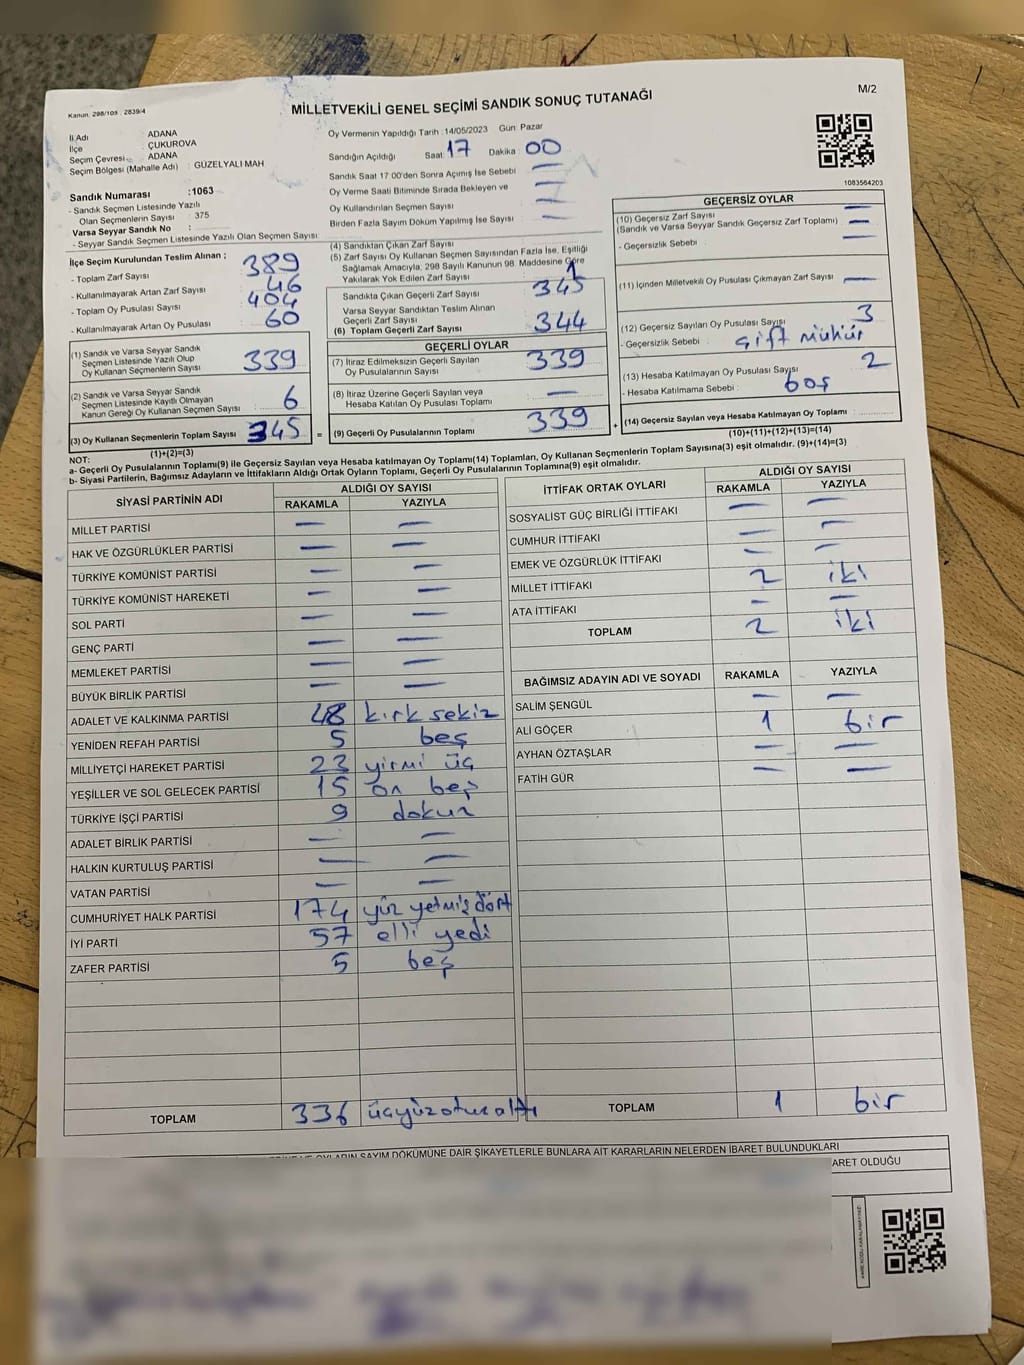 Kanun. 298/105 : 2839/4
MİLLETVEKİLİ GENEL SEÇİMİ SANDIK SONUÇ TUTANAĞI
M/2
İl Adı : ADANA
İlçe : ÇUKUROVA
Seçim Çevresi : ADANA
Seçim Bölgesi (Mahalle Adı) : GÜZELYALI MAH
Sandık Numarası :1063
- Sandık Seçmen Listesinde Yazılı
Olan Seçmenlerin Sayısı : 375
Varsa Seyyar Sandık No :
- Seyyar Sandık Seçmen Listesinde Yazılı Olan Seçmen Sayısı:
Oy Vermenin Yapıldığı Tarih : 14/05/2023 Gün: Pazar
Sandığın Açıldığı Saat: 17 Dakika: 00
Sandık Saat 17 00'den Sonra Açımış İse Sebebi —
Oy Verme Saati Bitiminde Sırada Bekleyen ve —
Oy Kullandırılan Seçmen Sayısı —
Birden Fazla Sayım Döküm Yapılmış İse Sayısı —
1083564203
İlçe Seçim Kurulundan Teslim Alınan ;
- Toplam Zarf Sayısı 389
- Kullanılmayarak Artan Zarf Sayısı 46
- Toplam Oy Pusulası Sayısı 404
- Kullanılmayarak Artan Oy Pusulası 60
(1) Sandık ve Varsa Seyyar Sandık
Seçmen Listesinde Yazılı Olup
Oy Kullanan Seçmenlerin Sayısı 339
(2) Sandık ve Varsa Seyyar Sandık
Seçmen Listesinde Kayıtlı Olmayan
Kanun Gereği Oy Kullanan Seçmen Sayısı 6
(3) Oy Kullanan Seçmenlerin Toplam Sayısı 345
(1)+(2)=(3)
(4) Sandıktan Çıkan Zarf Sayısı
(5) Zarf Sayısı Oy Kullanan Seçmen Sayısından Fazla İse, Eşitliği
Sağlamak Amacıyla, 298 Sayılı Kanunun 98. Maddesine Göre
Yakılarak Yok Edilen Zarf Sayısı 1
Sandıkta Çıkan Geçerli Zarf Sayısı 345
Varsa Seyyar Sandıktan Teslim Alınan
Geçerli Zarf Sayısı
(6) Toplam Geçerli Zarf Sayısı 344
GEÇERLİ OYLAR
(7) İtiraz Edilmeksizin Geçerli Sayılan
Oy Pusulalarının Sayısı 339
(8) İtiraz Üzerine Geçerli Sayılan veya
Hesaba Katılan Oy Pusulası Toplamı —
(9) Geçerli Oy Pusulalarının Toplamı 339
GEÇERSİZ OYLAR
(10) Geçersiz Zarf Sayısı —
(Sandık ve Varsa Seyyar Sandık Geçersiz Zarf Toplamı) —
- Geçersizlik Sebebi : —
(11) İçinden Milletvekili Oy Pusulası Çıkmayan Zarf Sayısı —
(12) Geçersiz Sayılan Oy Pusulası Sayısı 3
- Geçersizlik Sebebi : Çift mühür
(13) Hesaba Katılmayan Oy Pusulası Sayısı 2
- Hesaba Katılmama Sebebi : boş
(14) Geçersiz Sayılan veya Hesaba Katılmayan Oy Toplamı :
(10)+(11)+(12)+(13)=(14)
NOT:
a- Geçerli Oy Pusulalarının Toplamı(9) ile Geçersiz Sayılan veya Hesaba katılmayan Oy Toplamı(14) Toplamları, Oy Kullanan Seçmenlerin Toplam Sayısına(3) eşit olmalıdır. (9)+(14)=(3)
b- Siyasi Partilerin, Bağımsız Adayların ve İttifakların Aldığı Ortak Oyların Toplamı, Geçerli Oy Pusulalarının Toplamına(9) eşit olmalıdır.
SİYASİ PARTİNİN ADI ALDIĞI OY SAYISI
RAKAMLA YAZIYLA
MİLLET PARTİSİ — —
HAK VE ÖZGÜRLÜKLER PARTİSİ — —
TÜRKİYE KOMÜNİST PARTİSİ — —
TÜRKİYE KOMÜNİST HAREKETİ — —
SOL PARTİ — —
GENÇ PARTİ — —
MEMLEKET PARTİSİ — —
BÜYÜK BİRLİK PARTİSİ — —
ADALET VE KALKINMA PARTİSİ 48 kırk sekiz
YENİDEN REFAH PARTİSİ 5 beş
MİLLİYETÇİ HAREKET PARTİSİ 23 yirmi üç
YEŞİLLER VE SOL GELECEK PARTİSİ 15 on beş
TÜRKİYE İŞÇİ PARTİSİ 9 dokuz
ADALET BİRLİK PARTİSİ — —
HALKIN KURTULUŞ PARTİSİ — —
VATAN PARTİSİ — —
CUMHURİYET HALK PARTİSİ 174 yüz yetmiş dört
İYİ PARTİ 57 elli yedi
ZAFER PARTİSİ 5 beş
TOPLAM 336 üçyüzotuzaltı
İTTİFAK ORTAK OYLARI ALDIĞI OY SAYISI
RAKAMLA YAZIYLA
SOSYALİST GÜÇ BİRLİĞİ İTTİFAKI — —
CUMHUR İTTİFAKI — —
EMEK VE ÖZGÜRLÜK İTTİFAKI — —
MİLLET İTTİFAKI 2 iki
ATA İTTİFAKI — —
TOPLAM 2 iki
BAĞIMSIZ ADAYIN ADI VE SOYADI RAKAMLA YAZIYLA
SALİM ŞENGÜL — —
ALİ GÖÇER 1 bir
AYHAN ÖZTAŞLAR — —
FATİH GÜR — —
TOPLAM 1 bir
OYLARIN SAYIM DÖKÜMÜNE DAİR ŞİKAYETLERLE BUNLARA AİT KARARLARIN NELERDEN İBARET BULUNDUKLARI
OLDUĞU